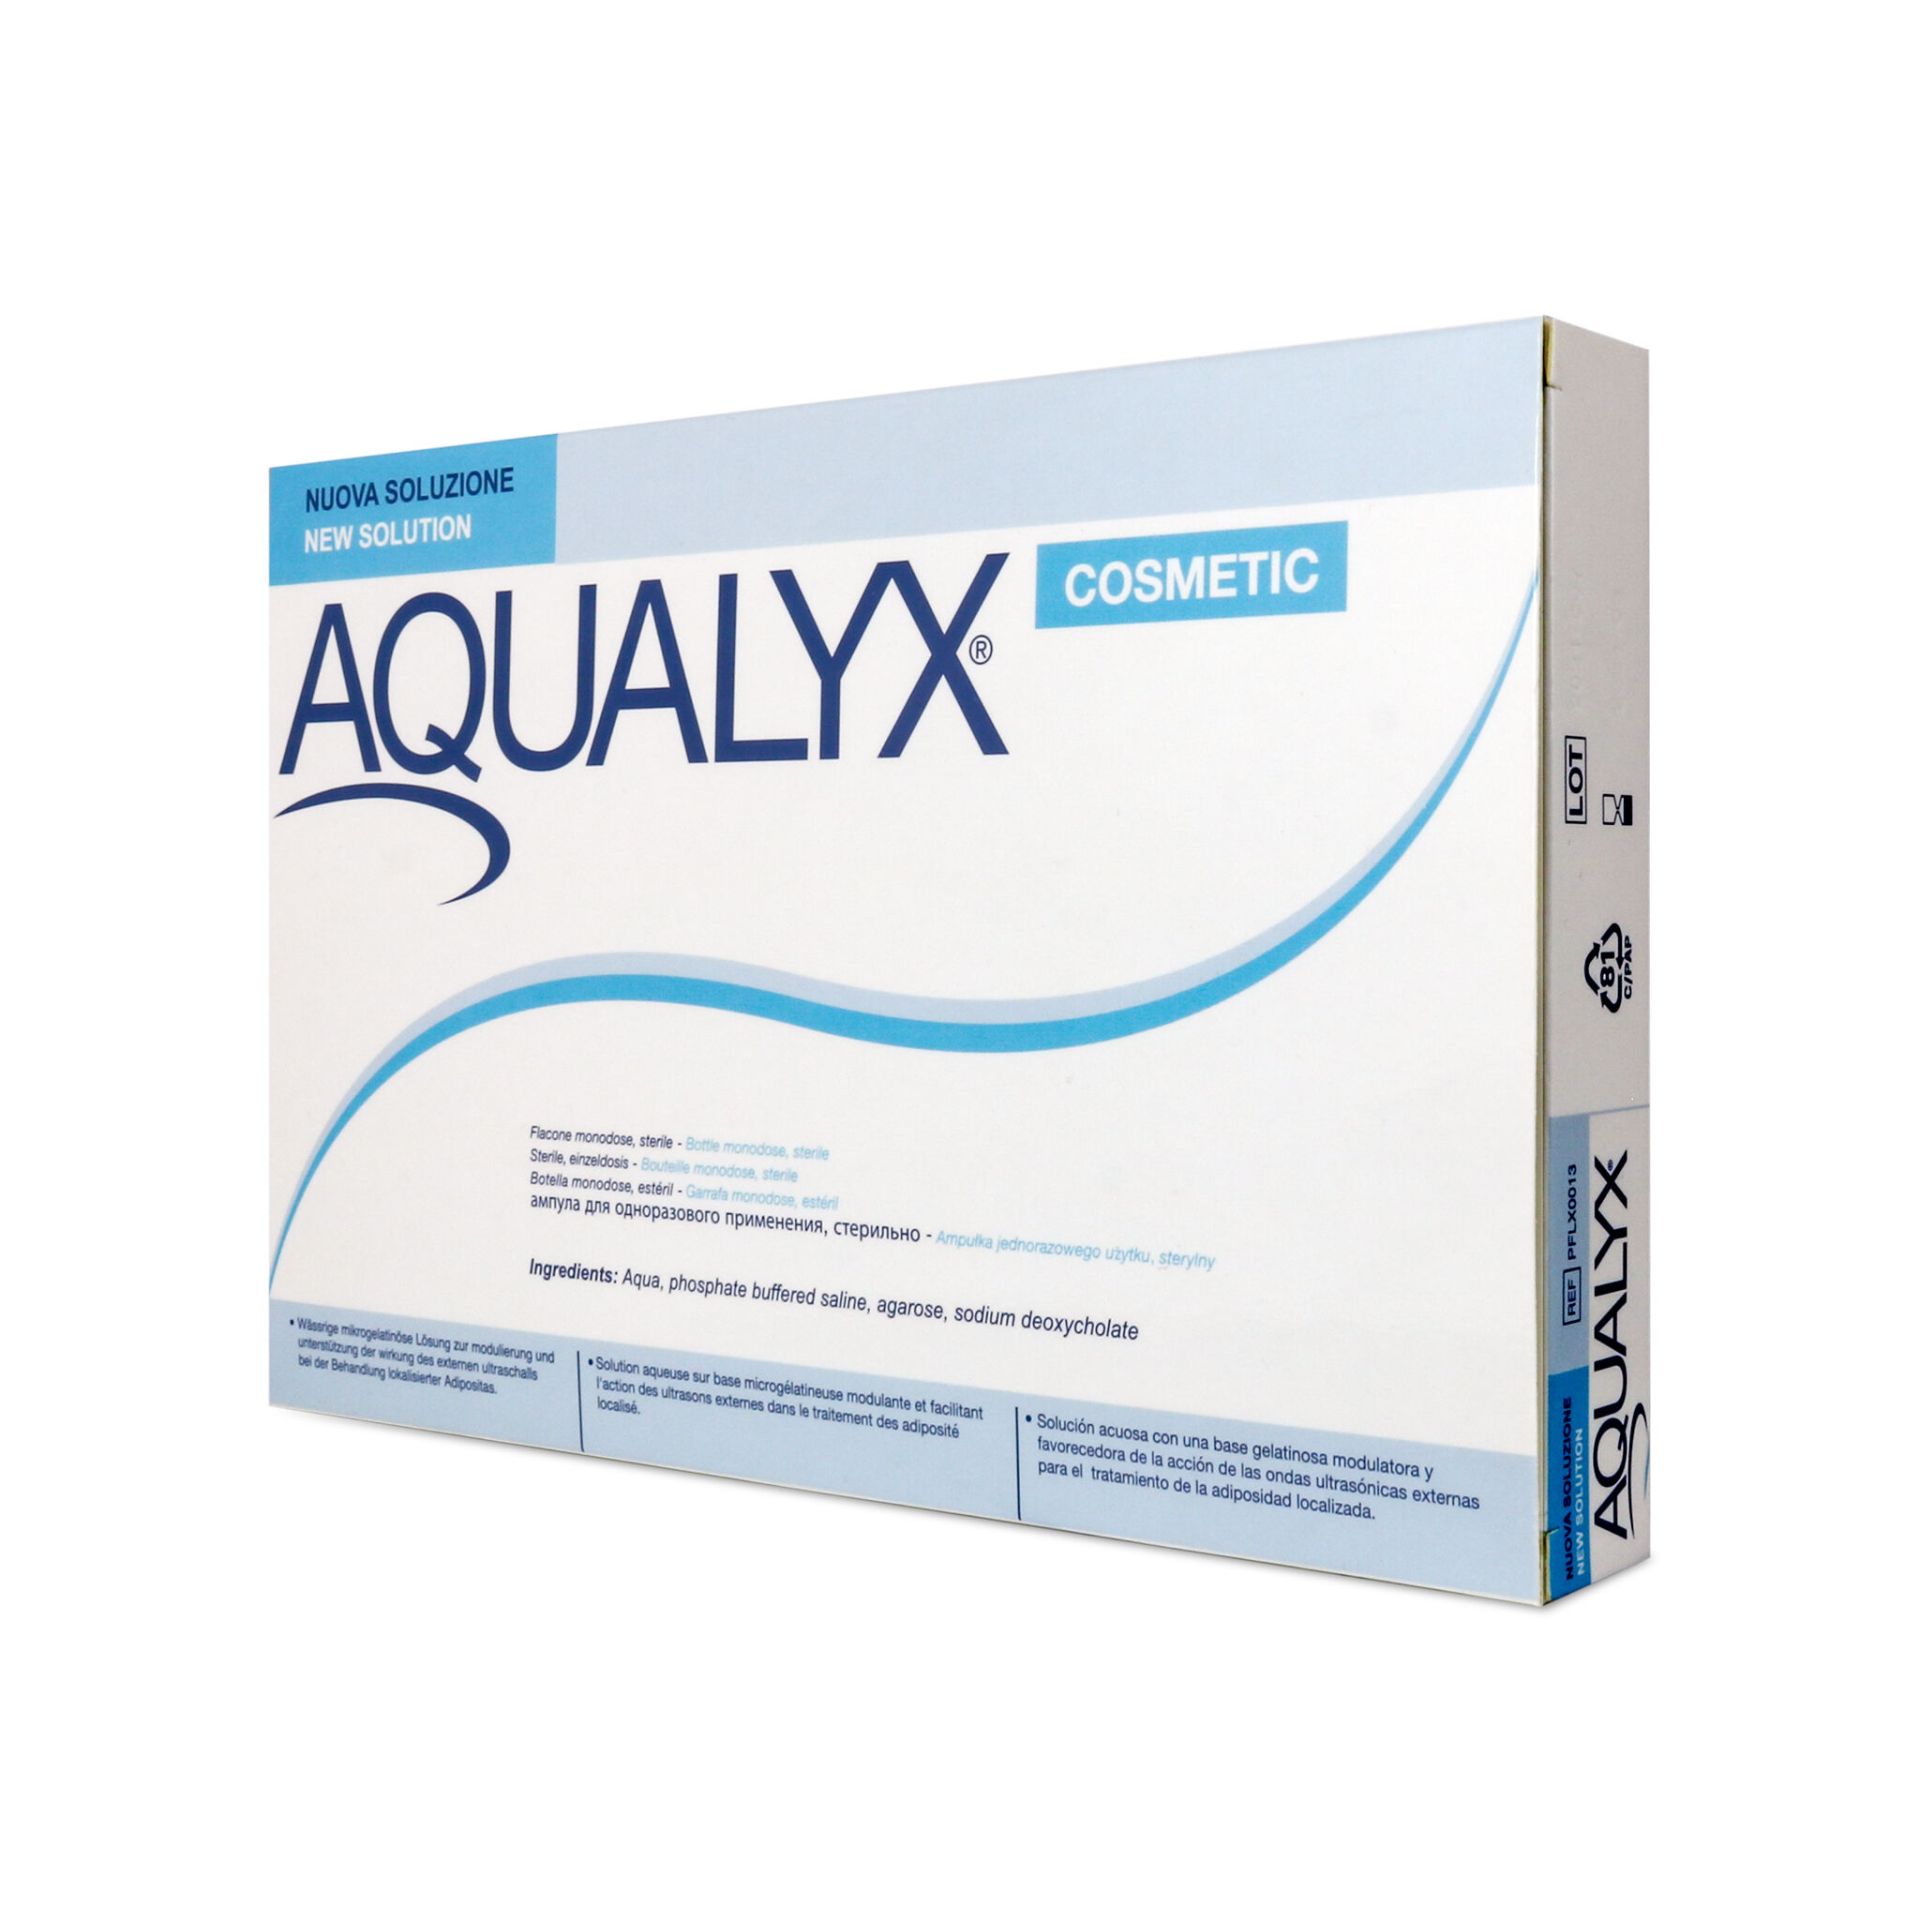 NUOVA SOLUZIONE
NEW SOLUTION
AQUALYX®
COSMETIC
Flacone monodose, sterile - Bottle monodose, sterile
Sterile, einzeldosis - Bouteille monodose, sterile
Botella monodose, estéril - Garrafa monodose, estéril
ампула для одноразового применения, стерильно - Ampułka jednorazowego użytku, sterylny
Ingredients: Aqua, phosphate buffered saline, agarose, sodium deoxycholate
• Wässrige mikrogelatinöse Lösung zur modulierung und
unterstützung der wirkung des externen ultraschalls
bei der Behandlung lokalisierter Adipositas.
• Solution aqueuse sur base microgélatineuse modulante et facilitant
l'action des ultrasons externes dans le traitement des adiposité
localisé.
• Solución acuosa con una base gelatinosa modulatora y
favorecedora de la acción de las ondas ultrasónicas externas
para el tratamiento de la adiposidad localizada.
LOT
81
C/PAP
REF PFLX0013
AQUALYX®
NUOVA SOLUZIONE
NEW SOLUTION